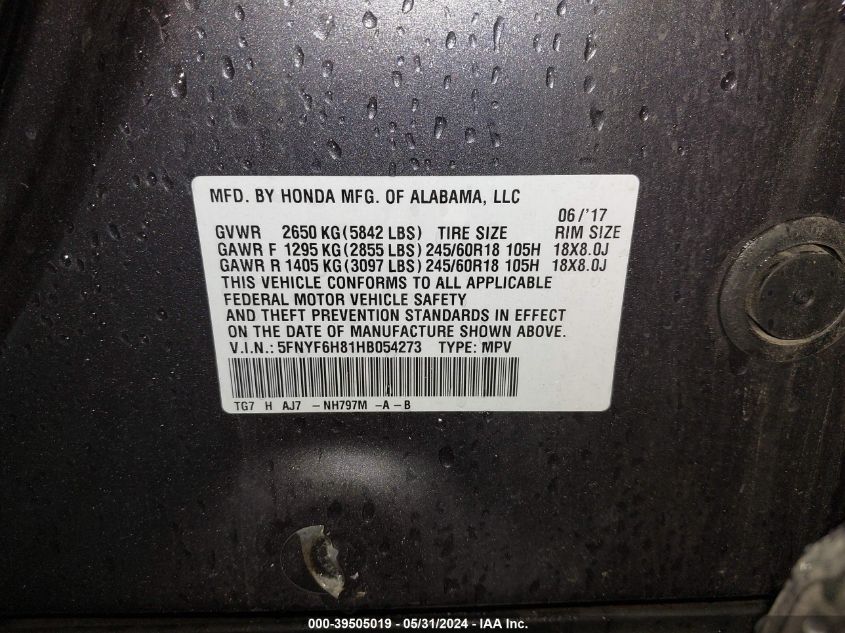 MFD. BY HONDA MFG. OF ALABAMA, LLC
06/'17
GVWR 2650 KG (5842 LBS) TIRE SIZE RIM SIZE
GAWR F 1295 KG (2855 LBS) 245/60R18 105H 18X8.0J
GAWR R 1405 KG (3097 LBS) 245/60R18 105H 18X8.0J
THIS VEHICLE CONFORMS TO ALL APPLICABLE
FEDERAL MOTOR VEHICLE SAFETY
AND THEFT PREVENTION STANDARDS IN EFFECT
ON THE DATE OF MANUFACTURE SHOWN ABOVE.
V.I.N.: 5FNYF6H81HB054273 TYPE: MPV
TG7 H AJ7 -NH797M -A-B
000-39505019 - 05/31/2024 - IAA Inc.